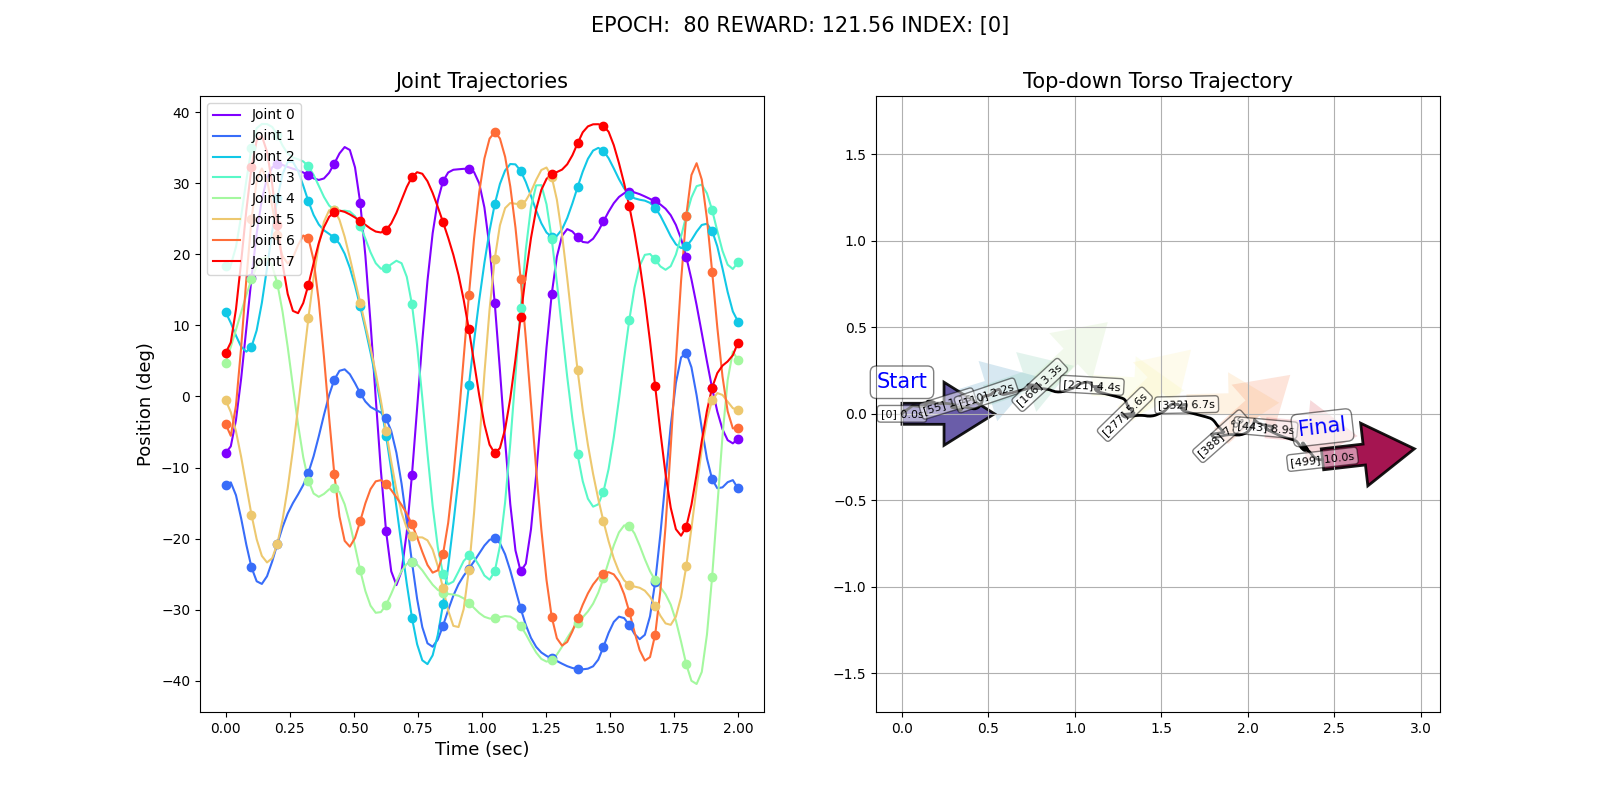 EPOCH:  80 REWARD: 121.56 INDEX: [0]
Joint Trajectories
Joint 0
Joint 1
Joint 2
Joint 3
Joint 4
Joint 5
Joint 6
Joint 7
40
30
20
10
0
−10
−20
−30
−40
Position (deg)
0.00 0.25 0.50 0.75 1.00 1.25 1.50 1.75 2.00
Time (sec)
Top-down Torso Trajectory
1.5
1.0
0.5
0.0
−0.5
−1.0
−1.5
Start
[0] 0.0s
[55]
[110] 2.2s
[166] 3.3s
[221] 4.4s
[277] 5.6s
[332] 6.7s
[388]
[443] 8.9s
Final
[499] 10.0s
0.0 0.5 1.0 1.5 2.0 2.5 3.0